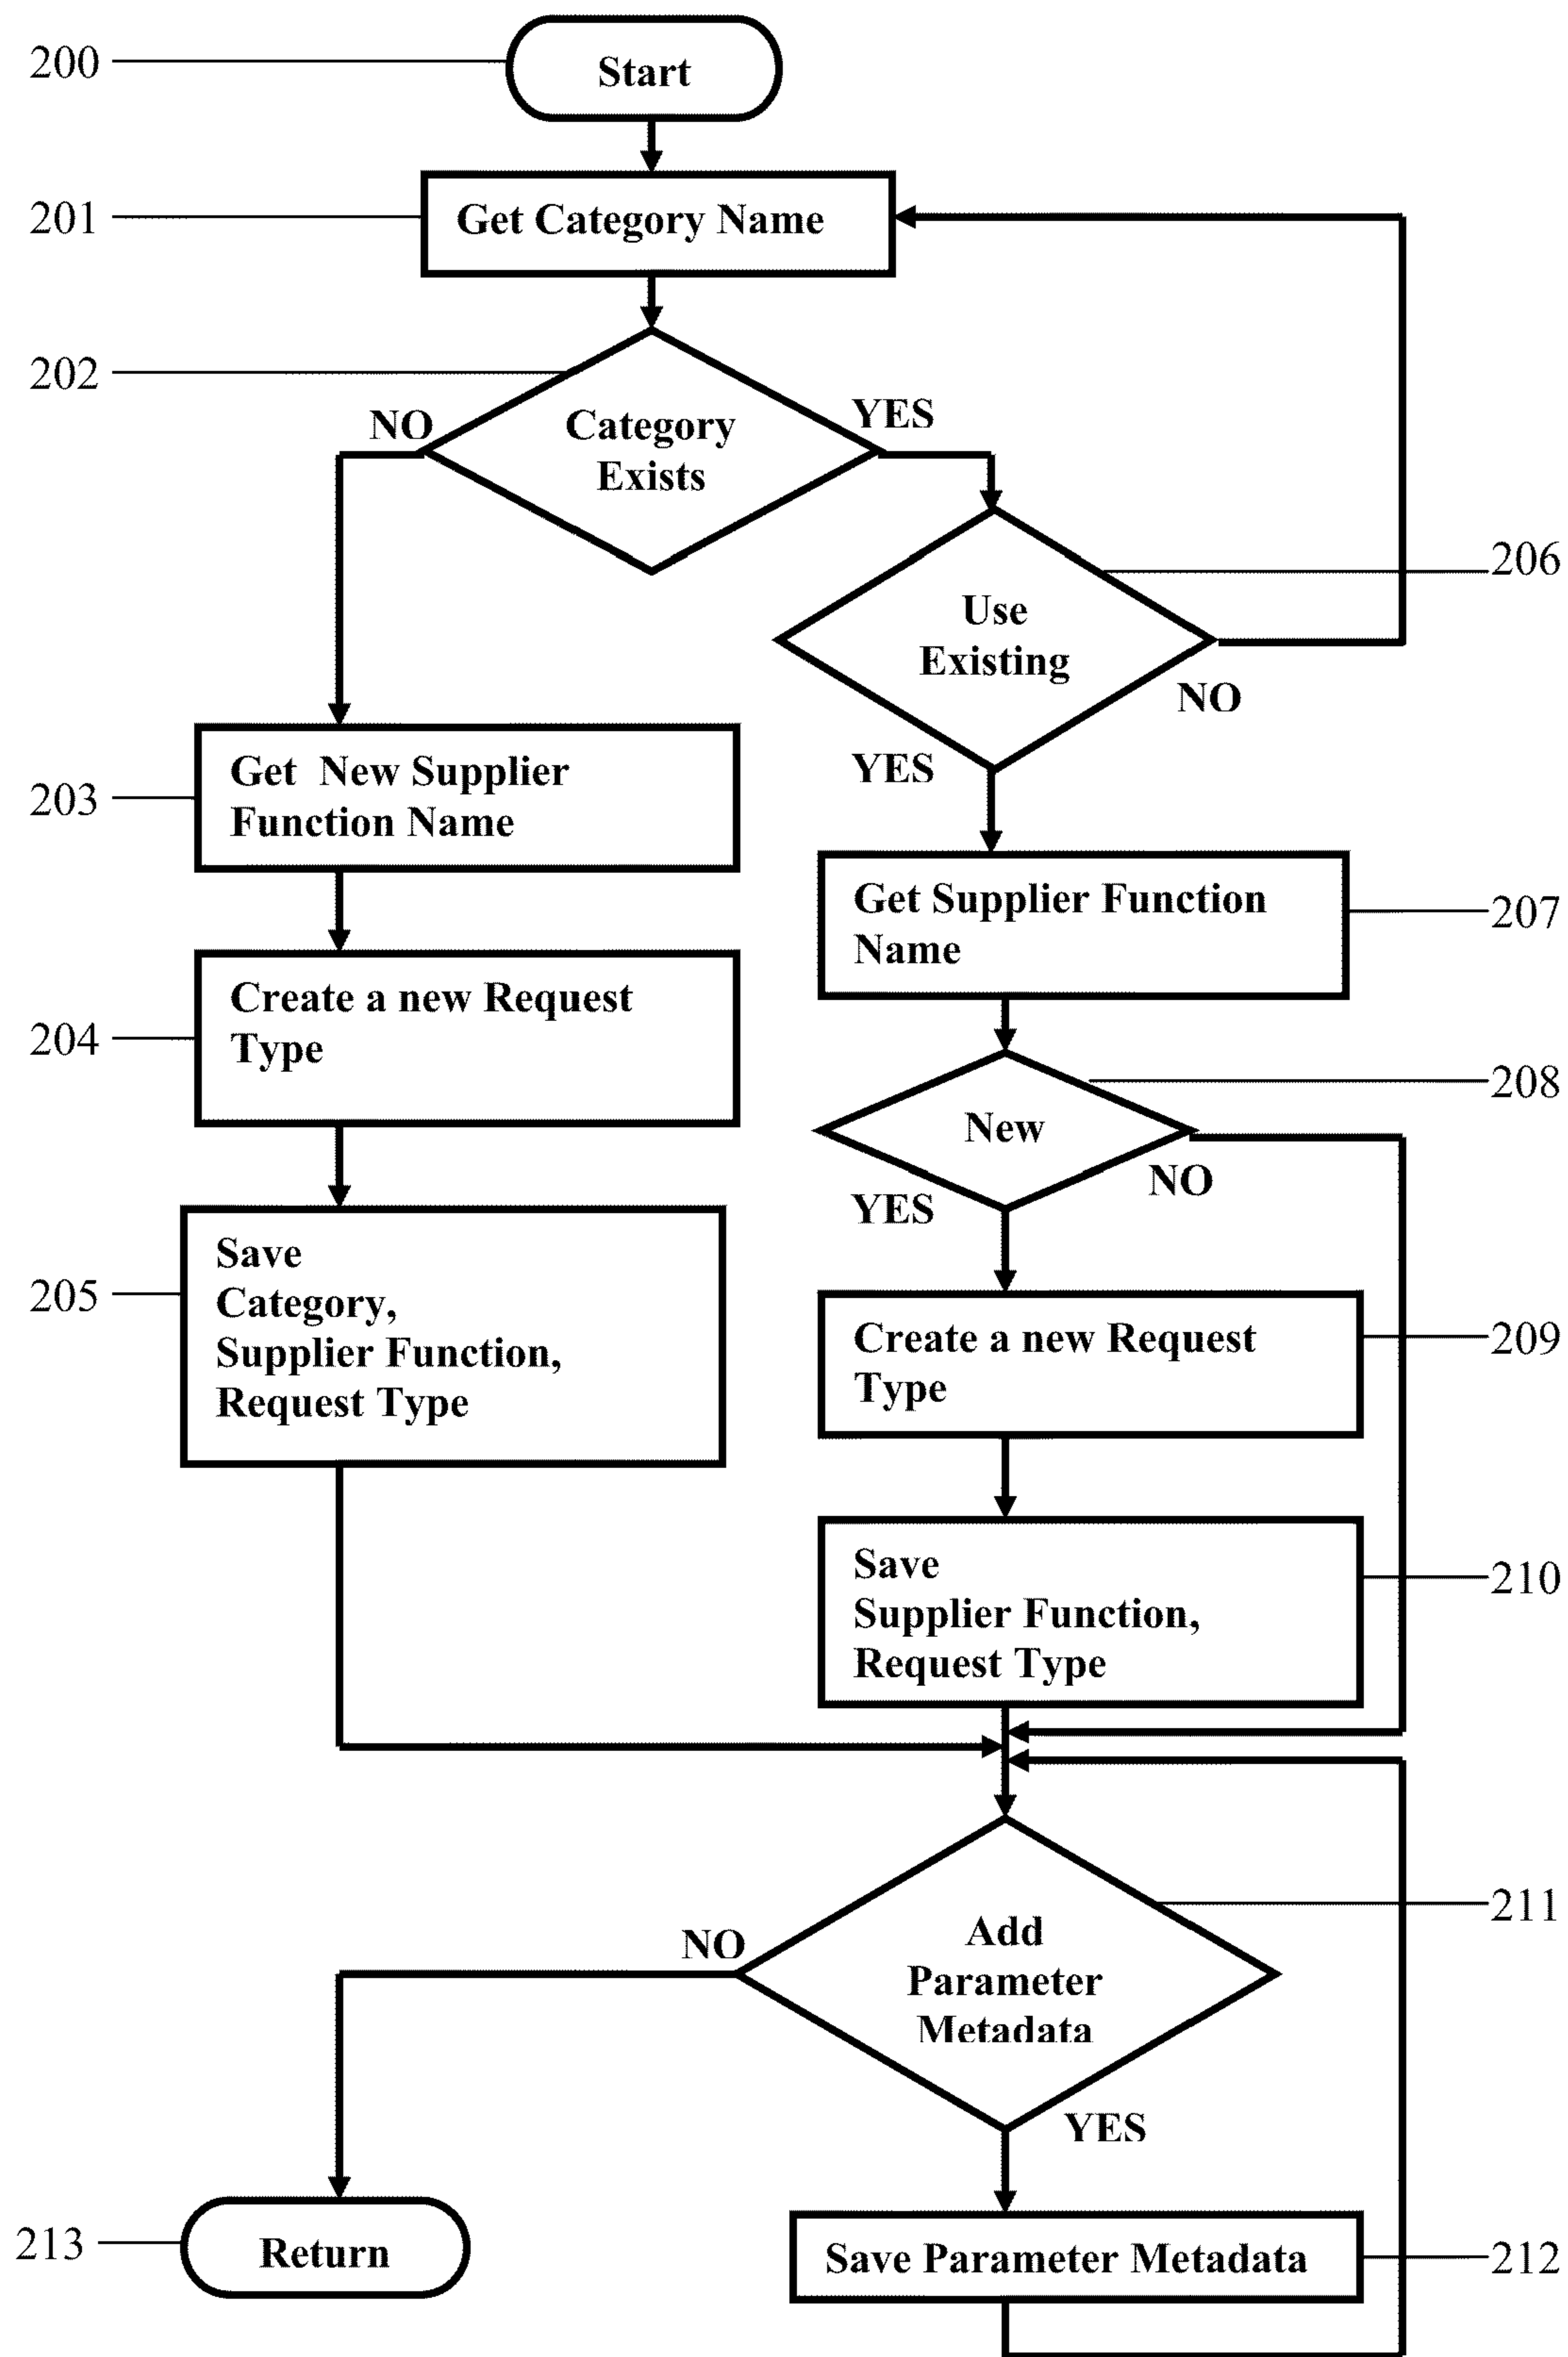 200
Start
201
Get Category Name
202
NO
YES
Category
Exists
206
Use
Existing
NO
YES
203
Get  New Supplier
Function Name
207
Get Supplier Function
Name
204
Create a new Request
Type
208
New
NO
YES
205
Save
Category,
Supplier Function,
Request Type
209
Create a new Request
Type
210
Save
Supplier Function,
Request Type
211
NO
Add
Parameter
Metadata
YES
213
Return
Save Parameter Metadata
212